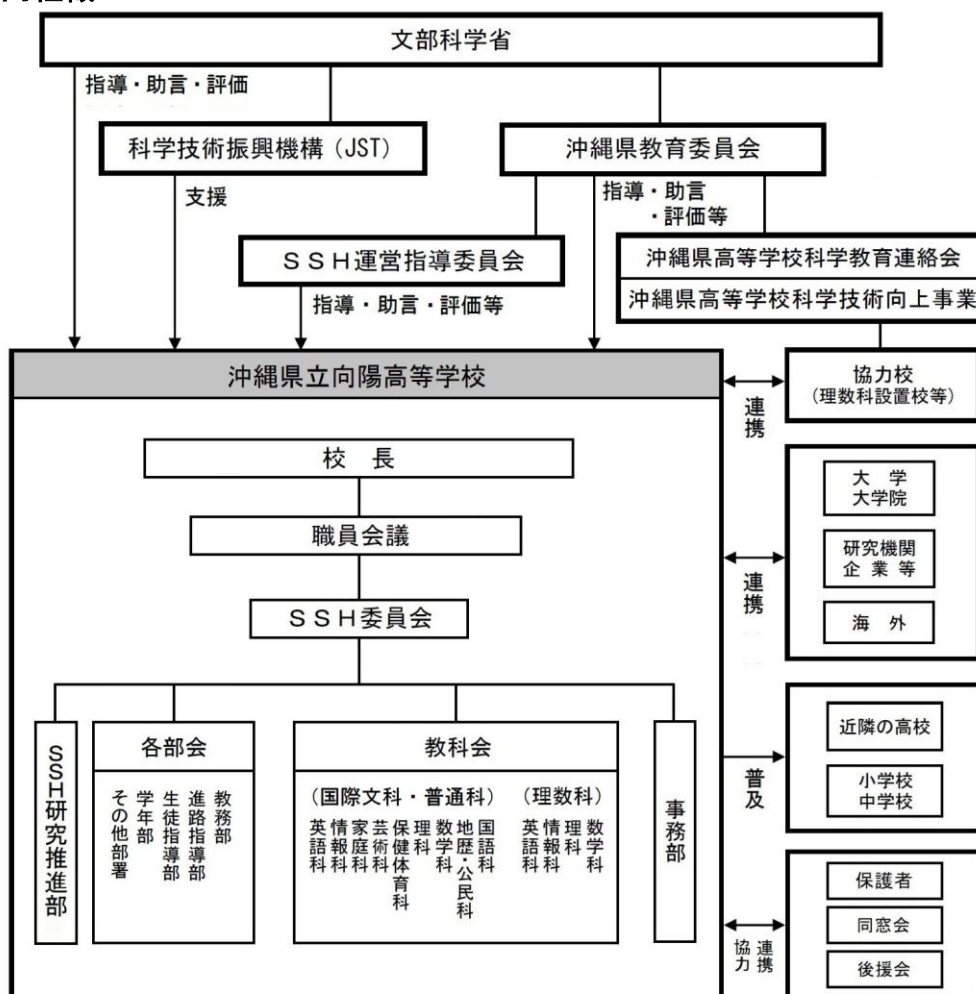 文部科学省
指導・助言・評価
科学技術振興機構（JST）
沖縄県教育委員会
支援
指導・助言
・評価等
ＳＳＨ運営指導委員会
沖縄県高等学校科学教育連絡会
沖縄県高等学校科学技術向上事業
指導・助言・評価等
沖縄県立向陽高等学校
協力校
（理数科設置校等）
連携
校　長
職員会議
ＳＳＨ委員会
大　学
大学院
研究機関
企　業　等
海　外
連携
SSH研究推進部
各部会
教務部
進路指導部
生徒指導部
学年部
その他部署
教科会
（国際文科・普通科）
国語科
地歴・公民科
数学科
理科
保健体育科
芸術科
家庭科
情報科
英語科
（理数科）
数学科
理科
情報科
英語科
事務部
普及
近隣の高校
小学校
中学校
連携
協力
保護者
同窓会
後援会